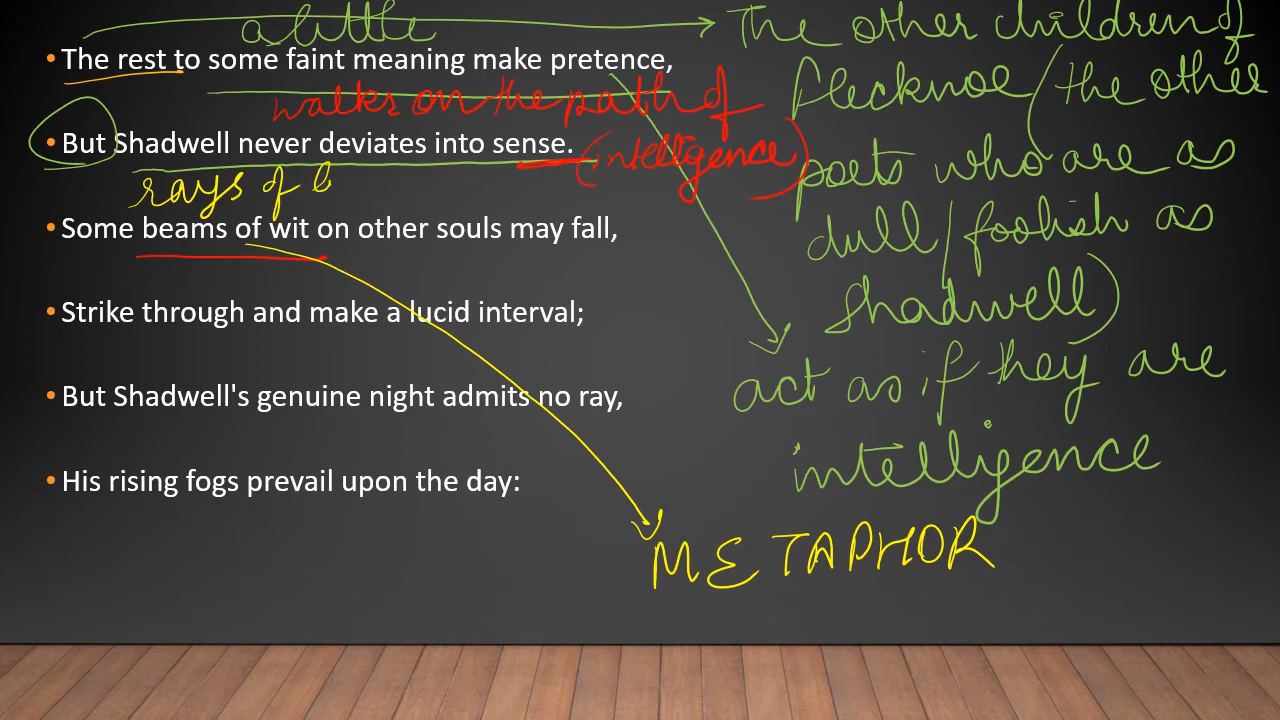 a little
The other children of
• The rest to some faint meaning make pretence,
flecknoe / the other
walks on the path of
• But Shadwell never deviates into sense.
(intelligence)
poets who are as
rays of
• Some beams of wit on other souls may fall,
dull / foolish as
• Strike through and make a lucid interval;
Shadwell)
• But Shadwell's genuine night admits no ray,
act as if they are
• His rising fogs prevail upon the day:
intelligence
METAPHOR